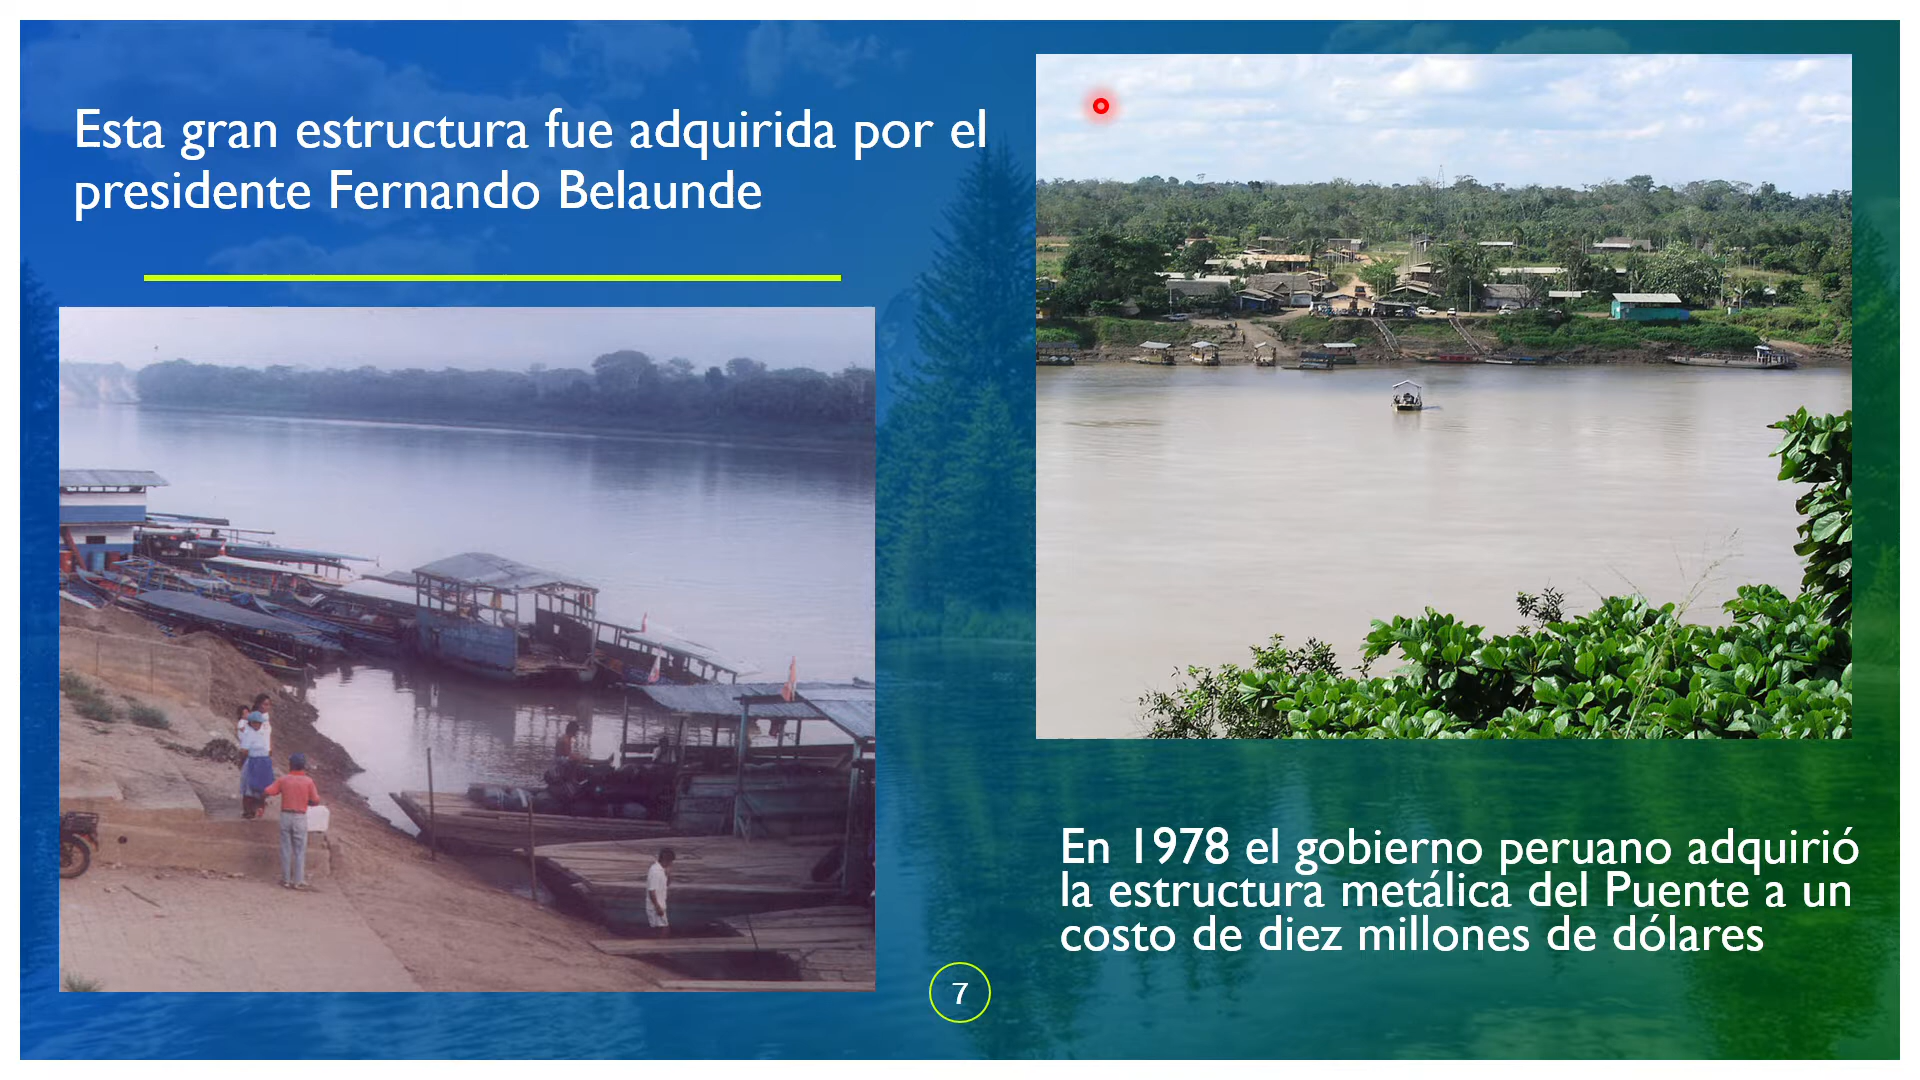 Esta gran estructura fue adquirida por el
presidente Fernando Belaunde
En 1978 el gobierno peruano adquirió
la estructura metálica del Puente a un
costo de diez millones de dólares
7